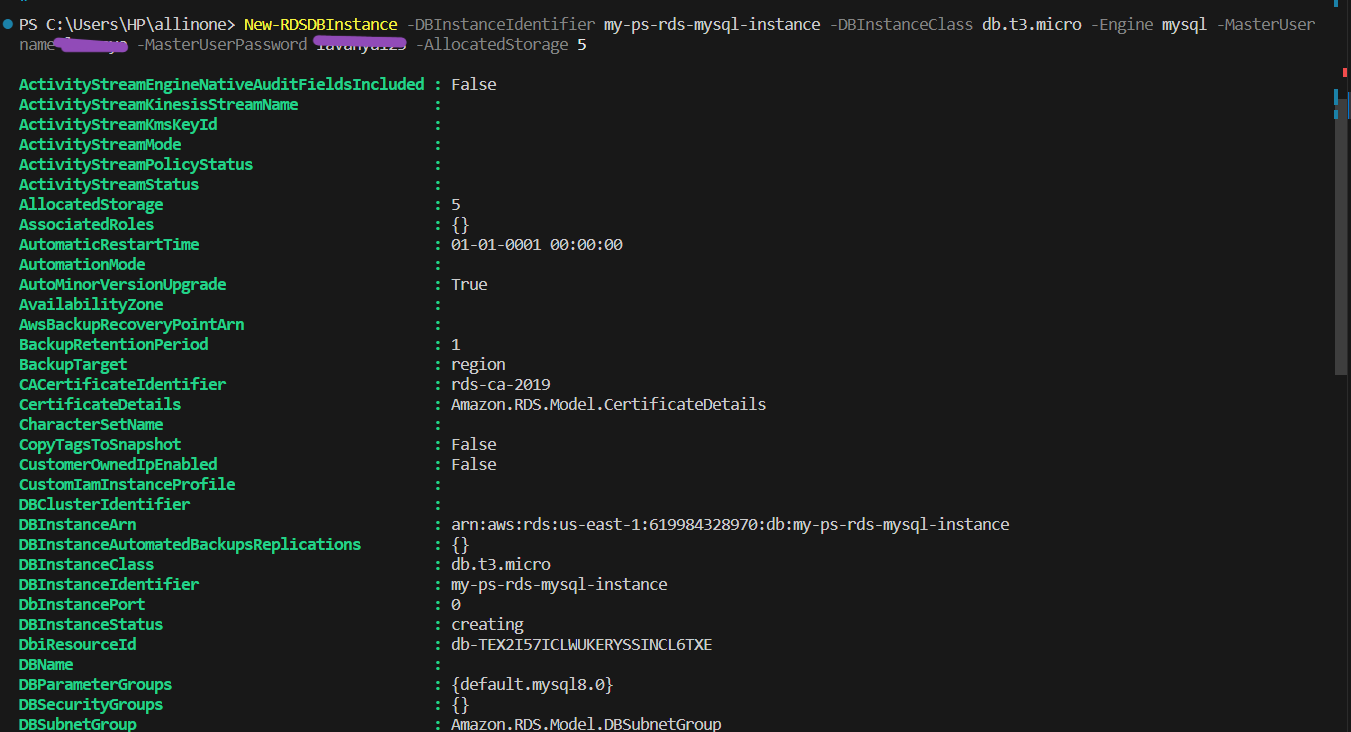 PS C:\Users\HP\allinone> New-RDSDBInstance -DBInstanceIdentifier my-ps-rds-mysql-instance -DBInstanceClass db.t3.micro -Engine mysql -MasterUser
name -MasterUserPassword -AllocatedStorage 5
ActivityStreamEngineNativeAuditFieldsIncluded : False
ActivityStreamKinesisStreamName :
ActivityStreamKmsKeyId :
ActivityStreamMode :
ActivityStreamPolicyStatus :
ActivityStreamStatus :
AllocatedStorage : 5
AssociatedRoles : {}
AutomaticRestartTime : 01-01-0001 00:00:00
AutomationMode :
AutoMinorVersionUpgrade : True
AvailabilityZone :
AwsBackupRecoveryPointArn :
BackupRetentionPeriod : 1
BackupTarget : region
CACertificateIdentifier : rds-ca-2019
CertificateDetails : Amazon.RDS.Model.CertificateDetails
CharacterSetName :
CopyTagsToSnapshot : False
CustomerOwnedIpEnabled : False
CustomIamInstanceProfile :
DBClusterIdentifier :
DBInstanceArn : arn:aws:rds:us-east-1:619984328970:db:my-ps-rds-mysql-instance
DBInstanceAutomatedBackupsReplications : {}
DBInstanceClass : db.t3.micro
DBInstanceIdentifier : my-ps-rds-mysql-instance
DbInstancePort : 0
DBInstanceStatus : creating
DbiResourceId : db-TEX2I57ICLWUKERYSSINCL6TXE
DBName :
DBParameterGroups : {default.mysql8.0}
DBSecurityGroups : {}
DBSubnetGroup : Amazon.RDS.Model.DBSubnetGroup